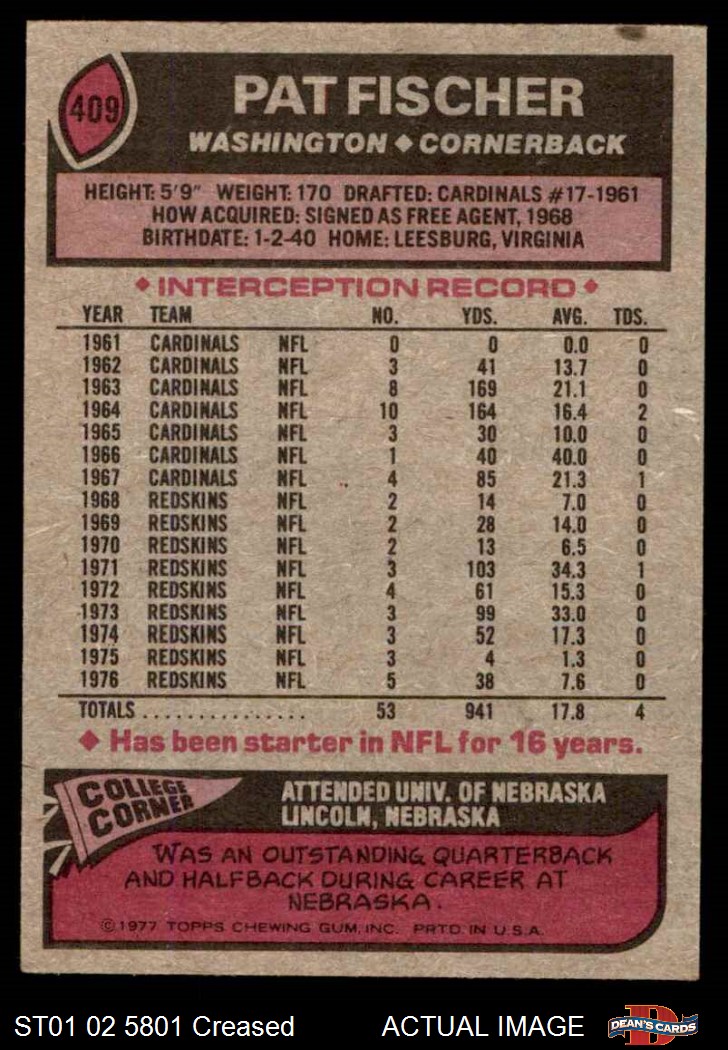 409
PAT FISCHER
WASHINGTON ◆ CORNERBACK
HEIGHT: 5'9" WEIGHT: 170 DRAFTED: CARDINALS #17-1961
HOW ACQUIRED: SIGNED AS FREE AGENT, 1968
BIRTHDATE: 1-2-40 HOME: LEESBURG, VIRGINIA
◆ INTERCEPTION RECORD ◆
YEAR TEAM NO. YDS. AVG. TDS.
1961 CARDINALS NFL 0 0 0.0 0
1962 CARDINALS NFL 3 41 13.7 0
1963 CARDINALS NFL 8 169 21.1 0
1964 CARDINALS NFL 10 164 16.4 2
1965 CARDINALS NFL 3 30 10.0 0
1966 CARDINALS NFL 1 40 40.0 0
1967 CARDINALS NFL 4 85 21.3 1
1968 REDSKINS NFL 2 14 7.0 0
1969 REDSKINS NFL 2 28 14.0 0
1970 REDSKINS NFL 2 13 6.5 0
1971 REDSKINS NFL 3 103 34.3 1
1972 REDSKINS NFL 4 61 15.3 0
1973 REDSKINS NFL 3 99 33.0 0
1974 REDSKINS NFL 3 52 17.3 0
1975 REDSKINS NFL 3 4 1.3 0
1976 REDSKINS NFL 5 38 7.6 0
TOTALS ............... 53 941 17.8 4
◆ Has been starter in NFL for 16 years.
COLLEGE CORNER
ATTENDED UNIV. OF NEBRASKA
LINCOLN, NEBRASKA
WAS AN OUTSTANDING QUARTERBACK
AND HALFBACK DURING CAREER AT
NEBRASKA.
©1977 TOPPS CHEWING GUM, INC. PRTD. IN U.S.A.
ST01 02 5801 Creased ACTUAL IMAGE
D
DEAN'S CARDS